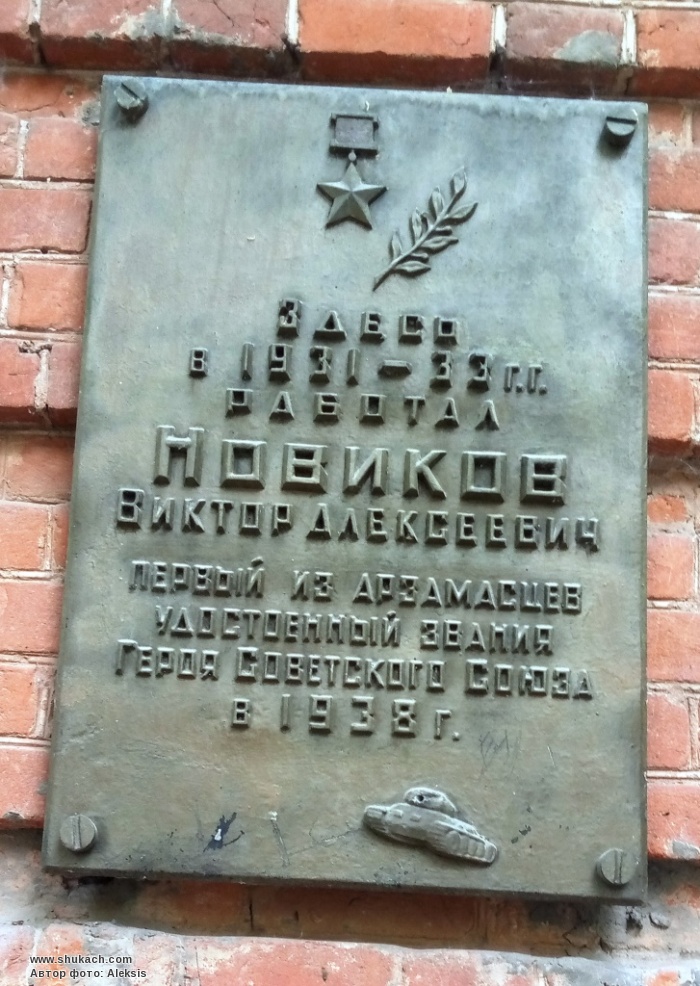 Здесь
в 1931-33 г.г.
работал
Новиков
Виктор Алексеевич
первый из арзамасцев
удостоенный звания
Героя Советского Союза
в 1938 г.
www.shukach.com
Автор фото: Aleksis